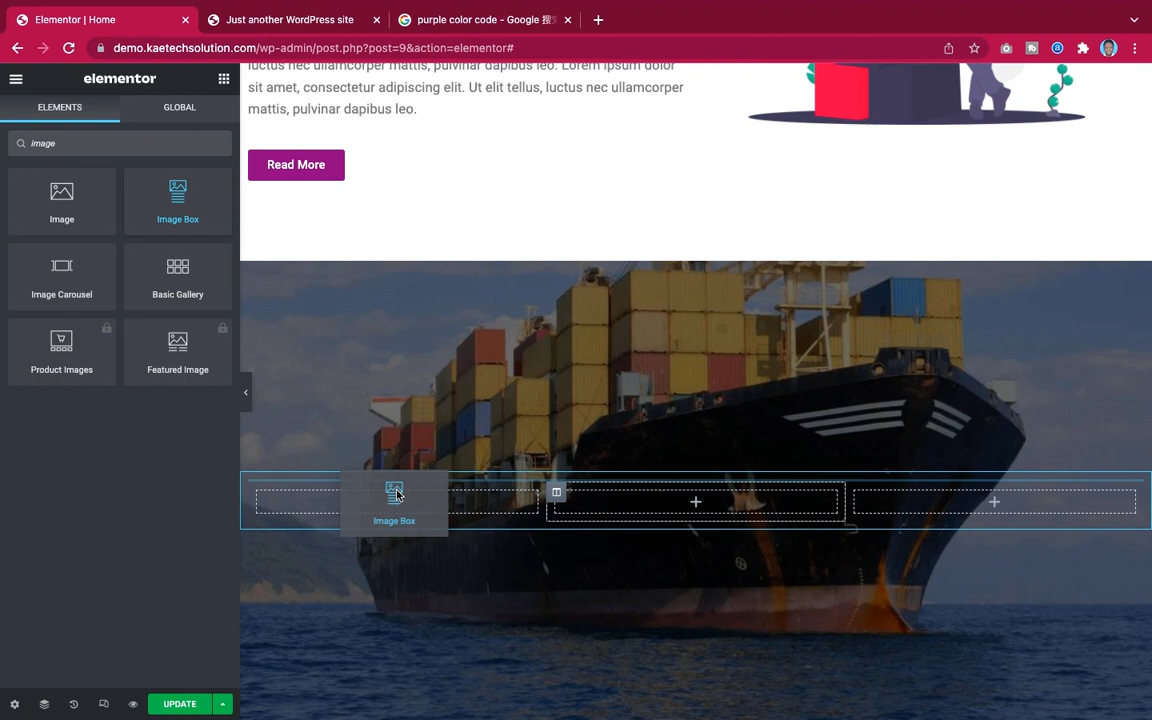 Elementor | Home
Just another WordPress site
purple color code - Google 搜
demo.kaetechsolution.com/wp-admin/post.php?post=9&action=elementor#
elementor
ELEMENTS
GLOBAL
image
Image
Image Box
Image Carousel
Basic Gallery
Product Images
Featured Image
UPDATE
luctus nec ullamcorper mattis, pulvinar dapibus leo. Lorem ipsum dolor
sit amet, consectetur adipiscing elit. Ut elit tellus, luctus nec ullamcorper
mattis, pulvinar dapibus leo.
Read More
Image Box